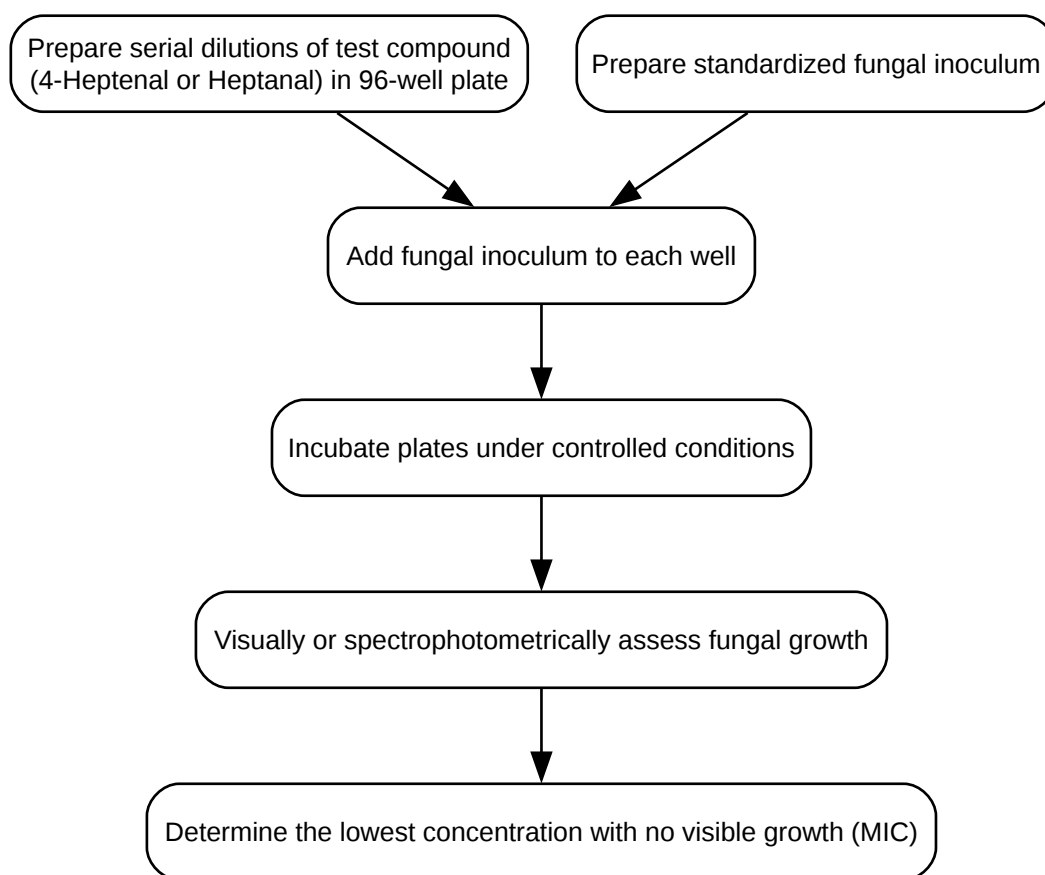 Prepare serial dilutions of test compound
(4-Heptenal or Heptanal) in 96-well plate
Prepare standardized fungal inoculum
Add fungal inoculum to each well
Incubate plates under controlled conditions
Visually or spectrophotometrically assess fungal growth
Determine the lowest concentration with no visible growth (MIC)